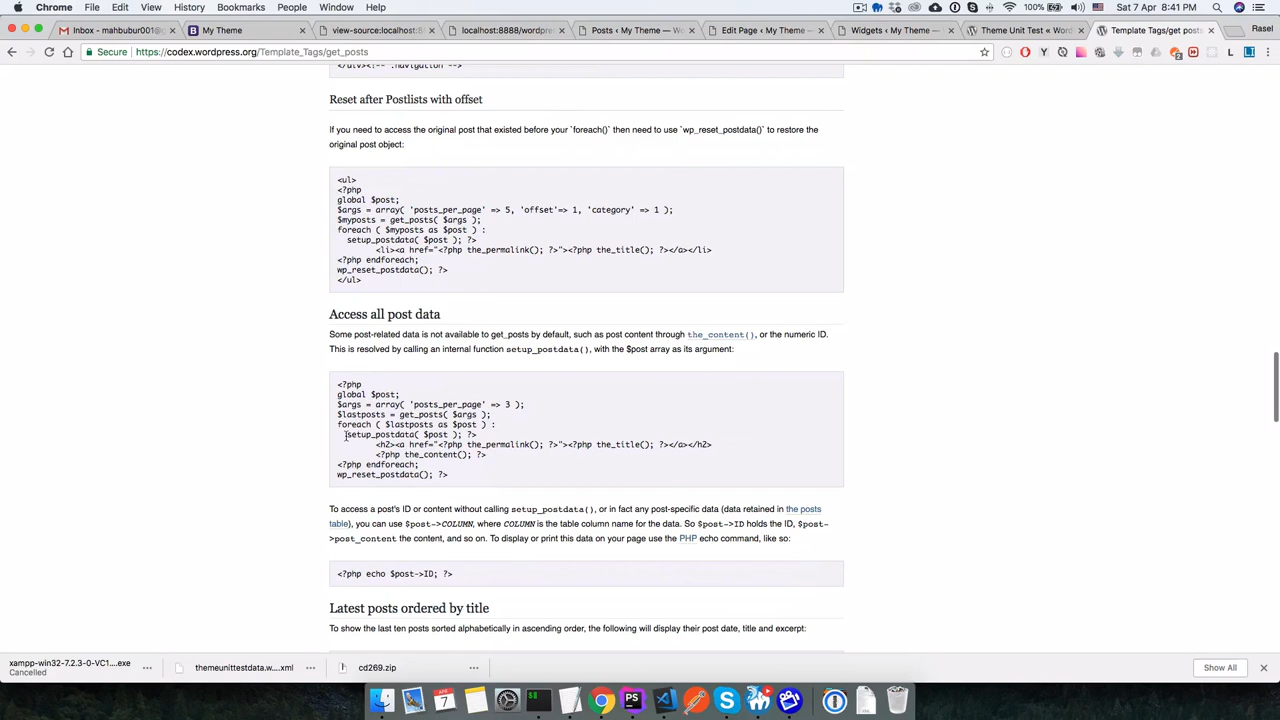 Chrome File Edit View History Bookmarks People Window Help
100% Sat 7 Apr 8:41 PM
Inbox - mahbubur001@
My Theme
view-source:localhost:8
localhost:8888/wordpres
Posts ‹ My Theme — Wo
Edit Page ‹ My Theme —
Widgets ‹ My Theme —
Theme Unit Test « Word
Template Tags/get posts
Rasel
Secure https://codex.wordpress.org/Template_Tags/get_posts
</div><!-- .navigation -->
Reset after Postlists with offset
If you need to access the original post that existed before your `foreach()` then need to use `wp_reset_postdata()` to restore the
original post object:
<ul>
<?php
global $post;
$args = array( 'posts_per_page' => 5, 'offset'=> 1, 'category' => 1 );
$myposts = get_posts( $args );
foreach ( $myposts as $post ) :
setup_postdata( $post ); ?>
<li><a href="<?php the_permalink(); ?>"><?php the_title(); ?></a></li>
<?php endforeach;
wp_reset_postdata(); ?>
</ul>
Access all post data
Some post-related data is not available to get_posts by default, such as post content through the_content(), or the numeric ID.
This is resolved by calling an internal function setup_postdata(), with the $post array as its argument:
<?php
global $post;
$args = array( 'posts_per_page' => 3 );
$lastposts = get_posts( $args );
foreach ( $lastposts as $post ) :
setup_postdata( $post ); ?>
<h2><a href="<?php the_permalink(); ?>"><?php the_title(); ?></a></h2>
<?php the_content(); ?>
<?php endforeach;
wp_reset_postdata(); ?>
To access a post's ID or content without calling setup_postdata(), or in fact any post-specific data (data retained in the posts
table), you can use $post->COLUMN, where COLUMN is the table column name for the data. So $post->ID holds the ID, $post-
>post_content the content, and so on. To display or print this data on your page use the PHP echo command, like so:
<?php echo $post->ID; ?>
Latest posts ordered by title
To show the last ten posts sorted alphabetically in ascending order, the following will display their post date, title and excerpt:
xampp-win32-7.2.3-0-VC1....exe
Cancelled
themeunittestdata.w....xml
cd269.zip
Show All